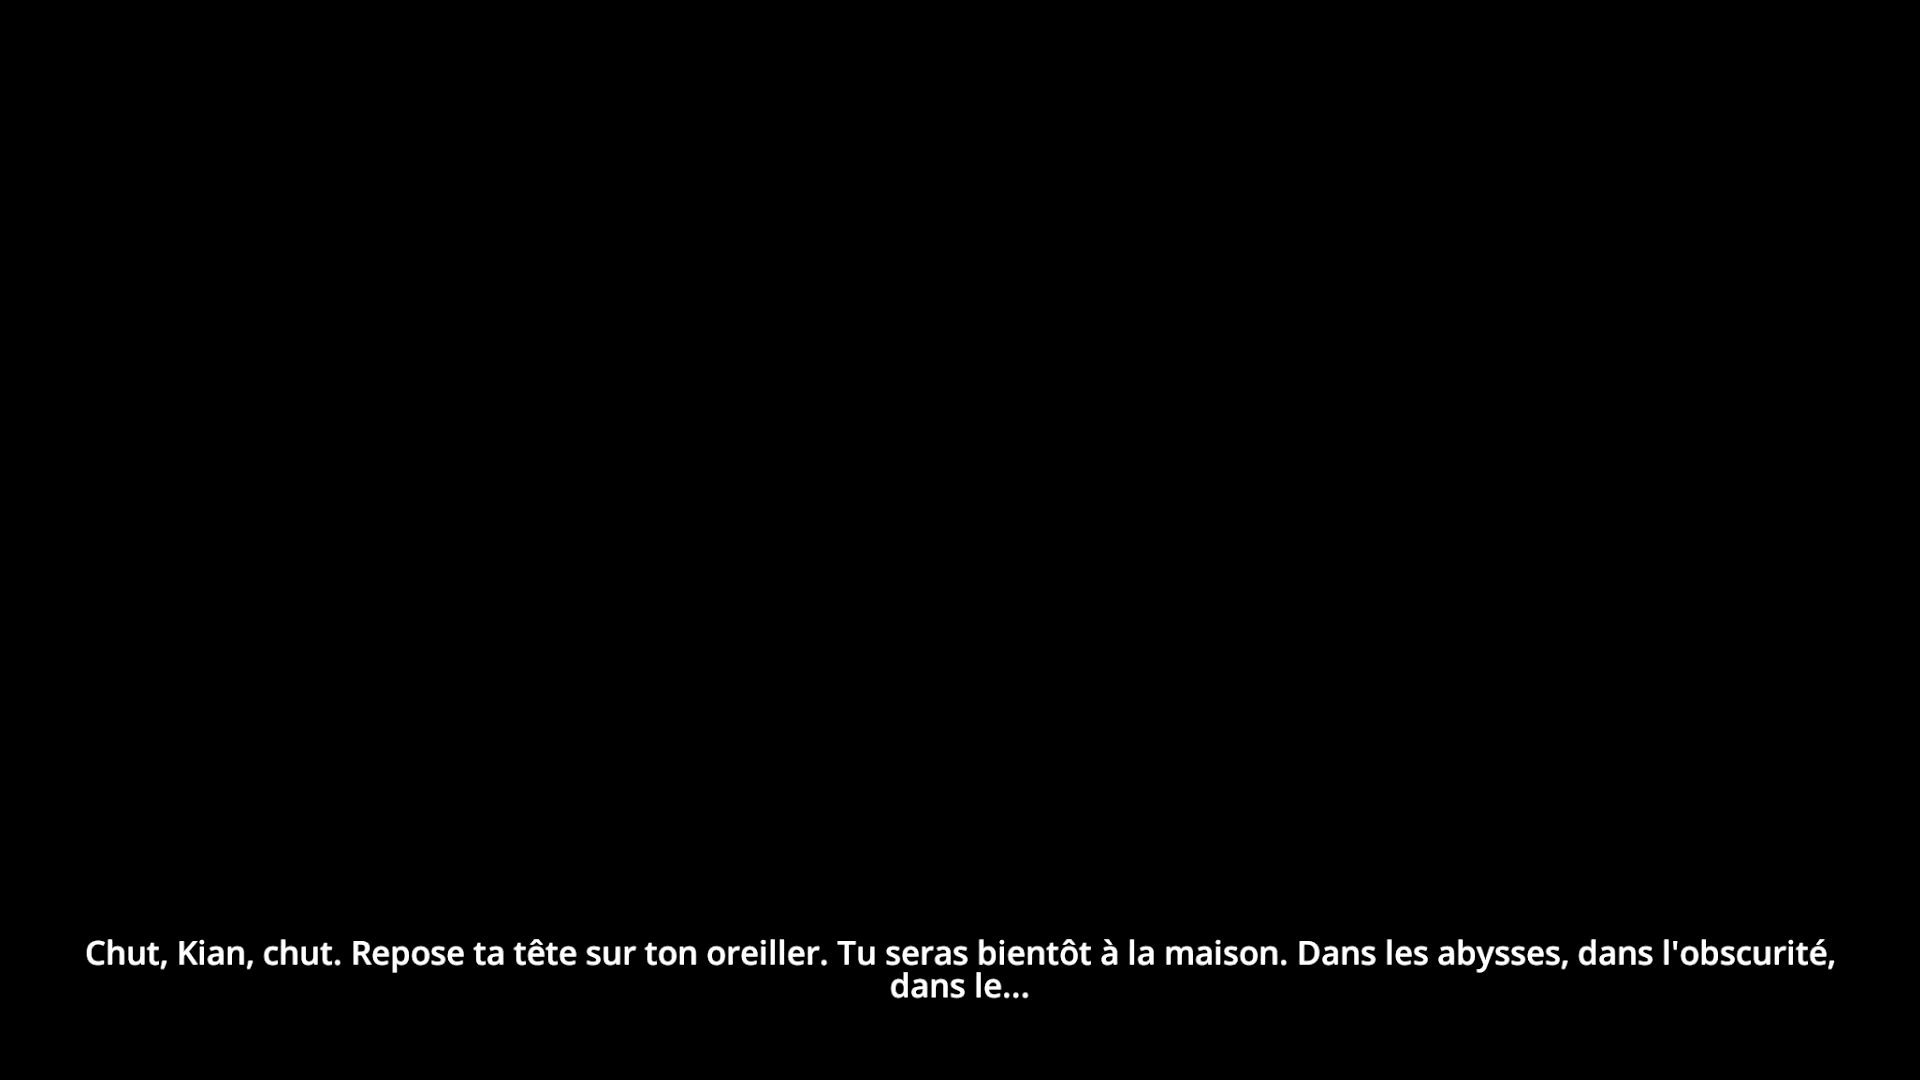 Chut, Kian, chut. Repose ta tête sur ton oreiller. Tu seras bientôt à la maison. Dans les abysses, dans l'obscurité,
dans le...